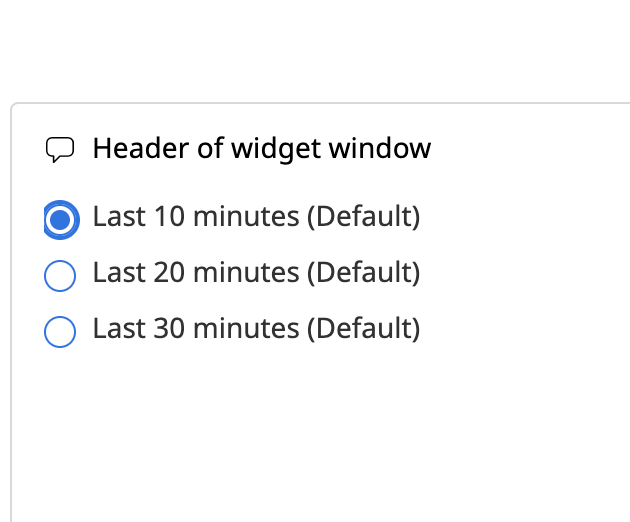 Header of widget window
Last 10 minutes (Default)
Last 20 minutes (Default)
Last 30 minutes (Default)